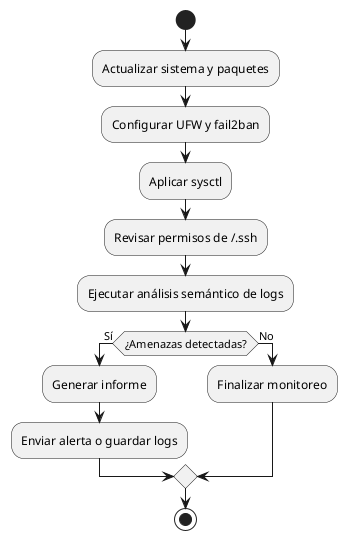 Actualizar sistema y paquetes
Configurar UFW y fail2ban
Aplicar sysctl
Revisar permisos de /.ssh
Ejecutar análisis semántico de logs
¿Amenazas detectadas?
Sí
No
Generar informe
Finalizar monitoreo
Enviar alerta o guardar logs